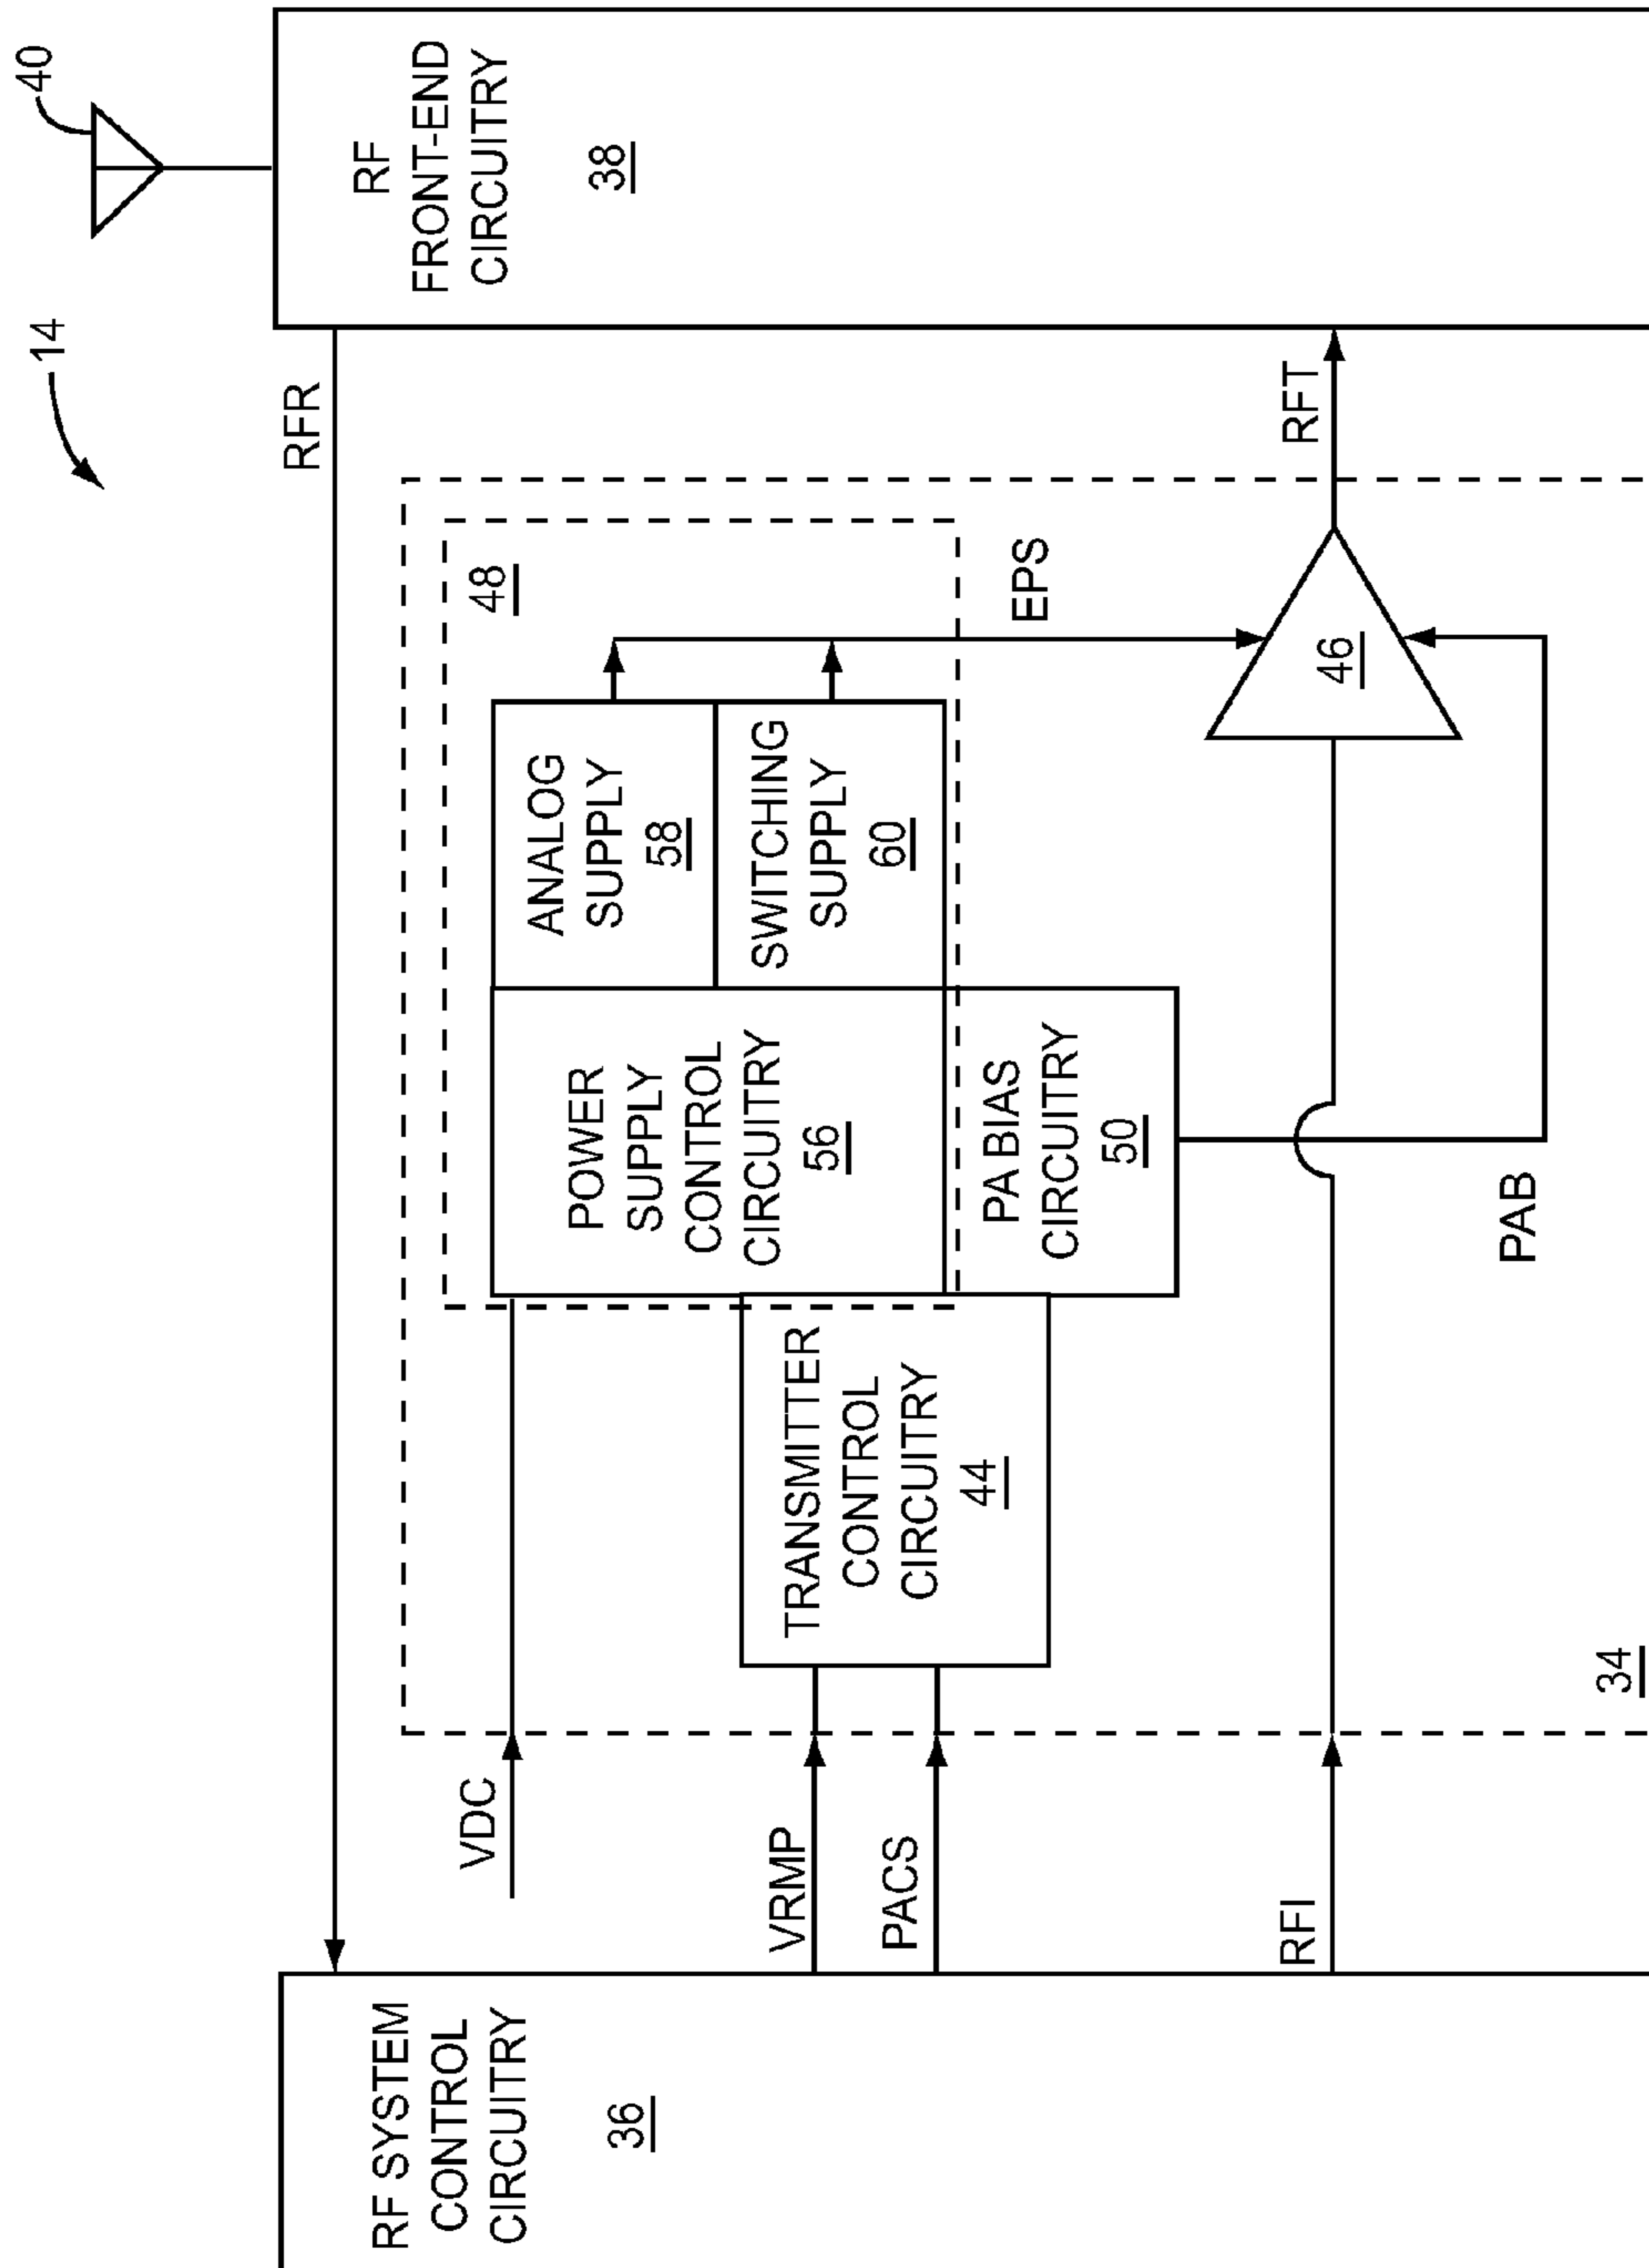 14
40
RFR
RF SYSTEM
CONTROL
CIRCUITRY
36
RF
FRONT-END
CIRCUITRY
38
VDC
48
POWER
SUPPLY
CONTROL
CIRCUITRY
56
ANALOG
SUPPLY
58
SWITCHING
SUPPLY
60
VRMP
PACS
TRANSMITTER
CONTROL
CIRCUITRY
44
PA BIAS
CIRCUITRY
50
EPS
RFI
46
RFT
PAB
34